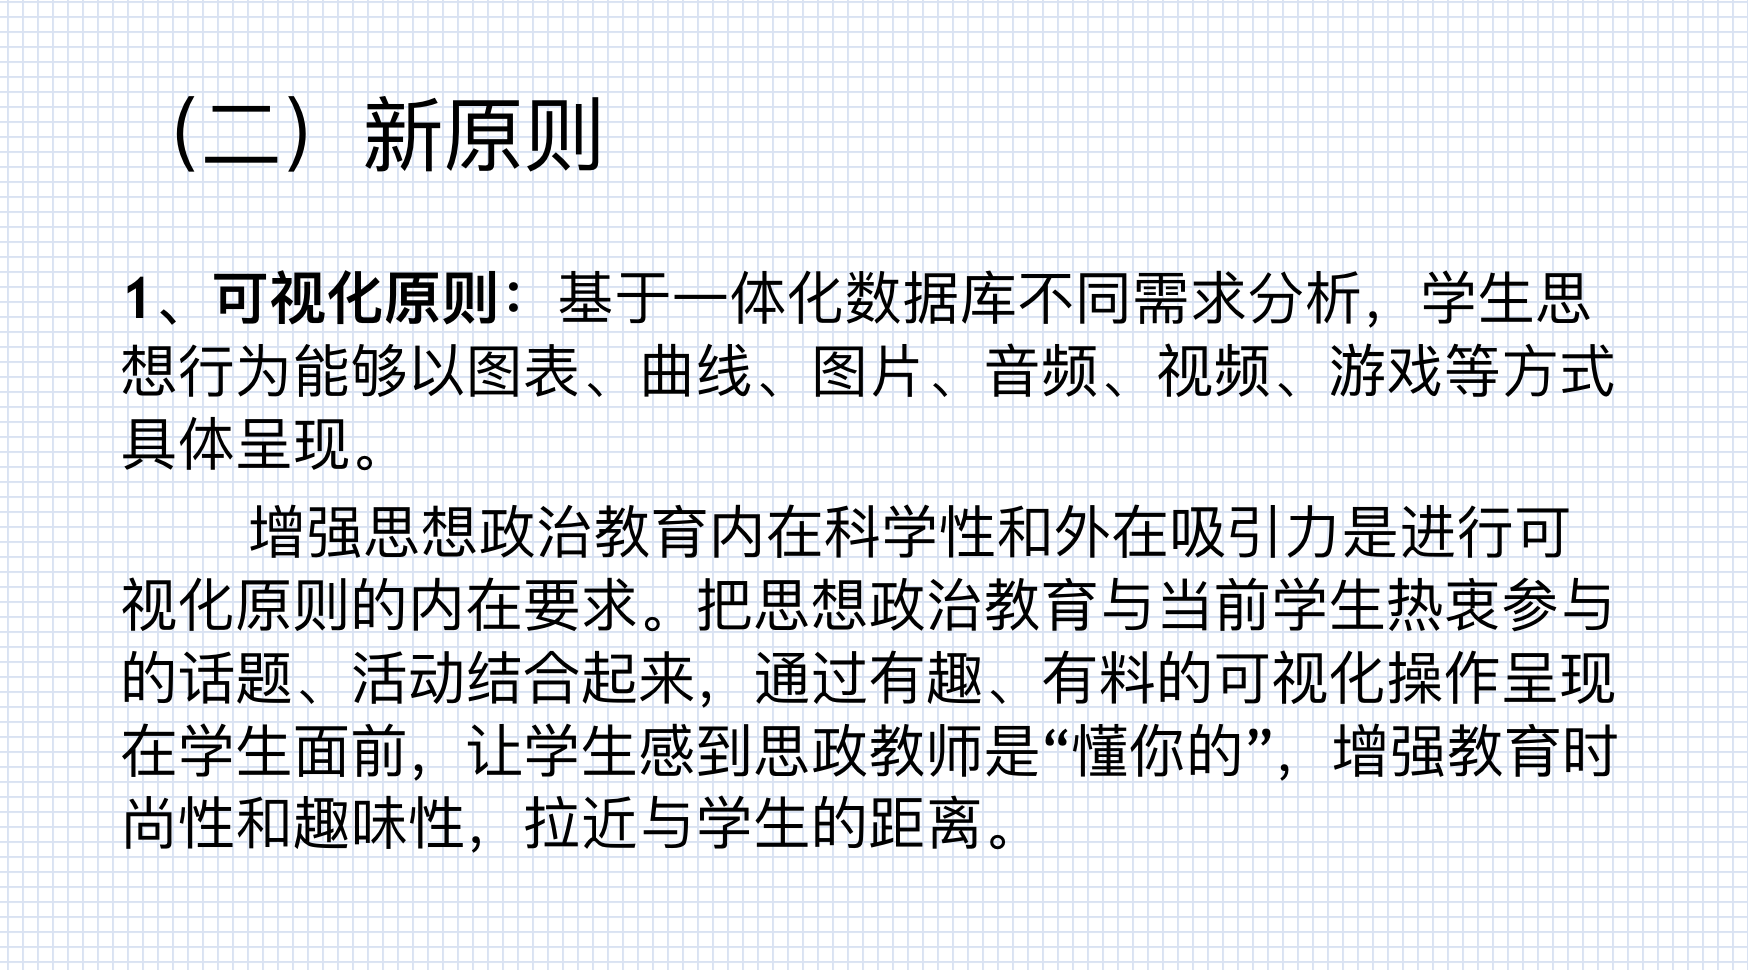 （二）新原则
1、可视化原则：基于一体化数据库不同需求分析，学生思
想行为能够以图表、曲线、图片、音频、视频、游戏等方式
具体呈现。
增强思想政治教育内在科学性和外在吸引力是进行可
视化原则的内在要求。把思想政治教育与当前学生热衷参与
的话题、活动结合起来，通过有趣、有料的可视化操作呈现
在学生面前，让学生感到思政教师是“懂你的”，增强教育时
尚性和趣味性，拉近与学生的距离。